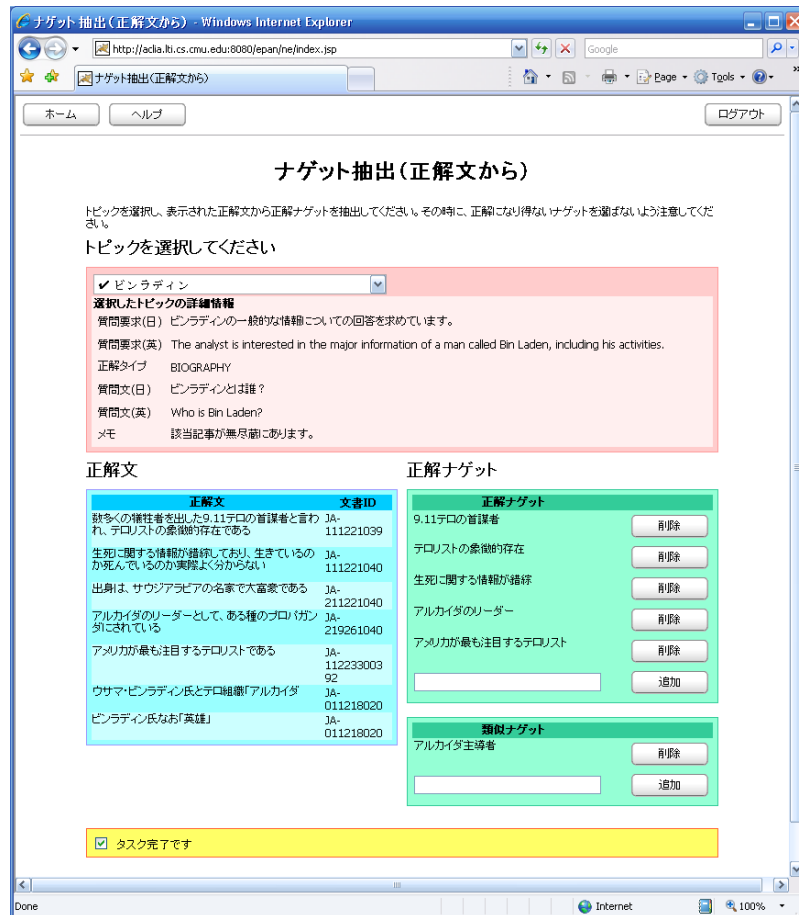 ナゲット抽出(正解文から) - Windows Internet Explorer
http://aclia.lti.cs.cmu.edu:8080/epan/ne/index.jsp
Google
ナゲット抽出(正解文から)
Page
Tools
»
ホーム
ヘルプ
ログアウト
ナゲット抽出(正解文から)
トピックを選択し、表示された正解文から正解ナゲットを抽出してください。その時に、正解になり得ないナゲットを選ばないよう注意してくだ
さい。
トピックを選択してください
✔ビンラディン
選択したトピックの詳細情報
質問要求(日) ビンラディンの一般的な情報についての回答を求めています。
質問要求(英) The analyst is interested in the major information of a man called Bin Laden, including his activities.
正解タイプ BIOGRAPHY
質問文(日) ビンラディンとは誰？
質問文(英) Who is Bin Laden?
メモ 該当記事が無尽蔵にあります。
正解文
正解文 文書ID
数多くの犠牲者を出した9.11テロの首謀者と言わ JA-
れ、テロリストの象徴的存在である 111221039
生死に関する情報が錯綜しており、生きているの JA-
か死んでいるのか実際よく分からない 111221040
出身は、サウジアラビアの名家で大富豪である JA-
211221040
アルカイダのリーダーとして、ある種のプロパガン JA-
ダにされている 219261040
アメリカが最も注目するテロリストである JA-
112233003
92
ウサマ・ビンラディン氏とテロ組織「アルカイダ JA-
011218020
ビンラディン氏なお「英雄」 JA-
011218020
正解ナゲット
正解ナゲット
9.11テロの首謀者 削除
テロリストの象徴的存在 削除
生死に関する情報が錯綜 削除
アルカイダのリーダー 削除
アメリカが最も注目するテロリスト 削除
追加
類似ナゲット
アルカイダ主導者 削除
追加
タスク完了です
Done
Internet
100%